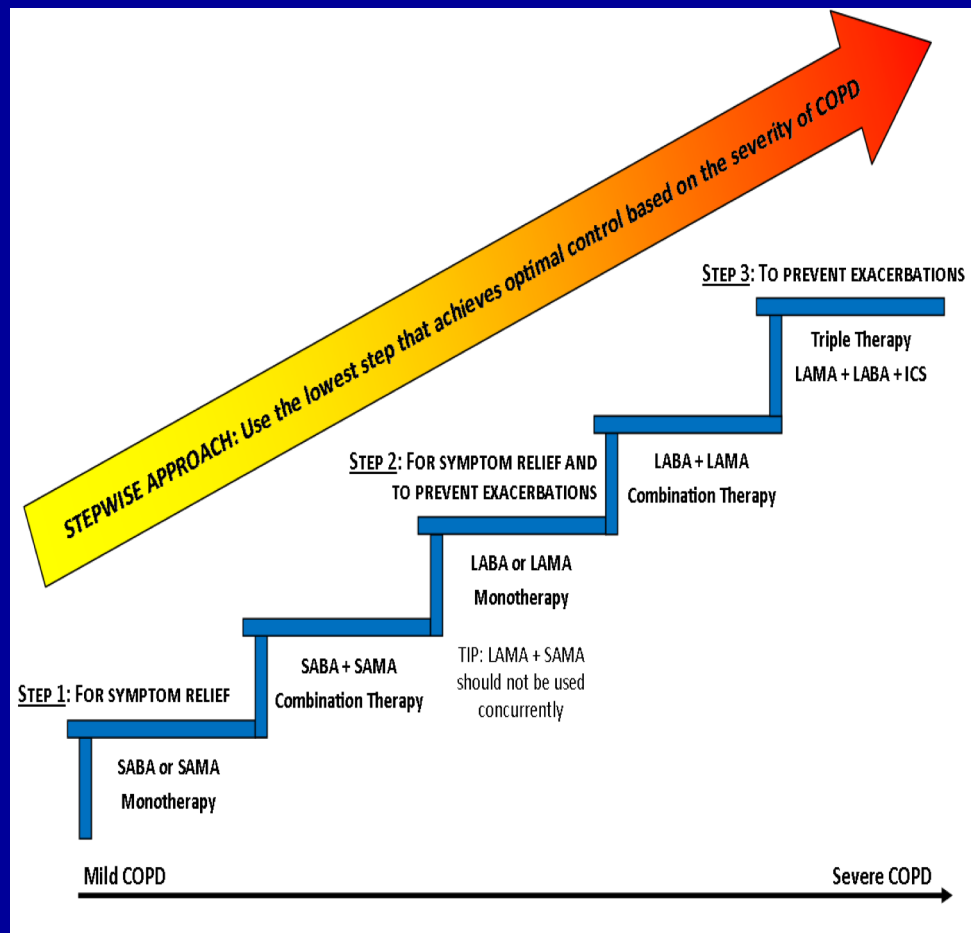 STEPWISE APPROACH: Use the lowest step that achieves optimal control based on the severity of COPD
STEP 3: TO PREVENT EXACERBATIONS
Triple Therapy
LAMA + LABA + ICS
STEP 2: FOR SYMPTOM RELIEF AND
TO PREVENT EXACERBATIONS
LABA + LAMA
Combination Therapy
LABA or LAMA
Monotherapy
TIP: LAMA + SAMA
should not be used
concurrently
STEP 1: FOR SYMPTOM RELIEF
SABA + SAMA
Combination Therapy
SABA or SAMA
Monotherapy
Mild COPD
Severe COPD